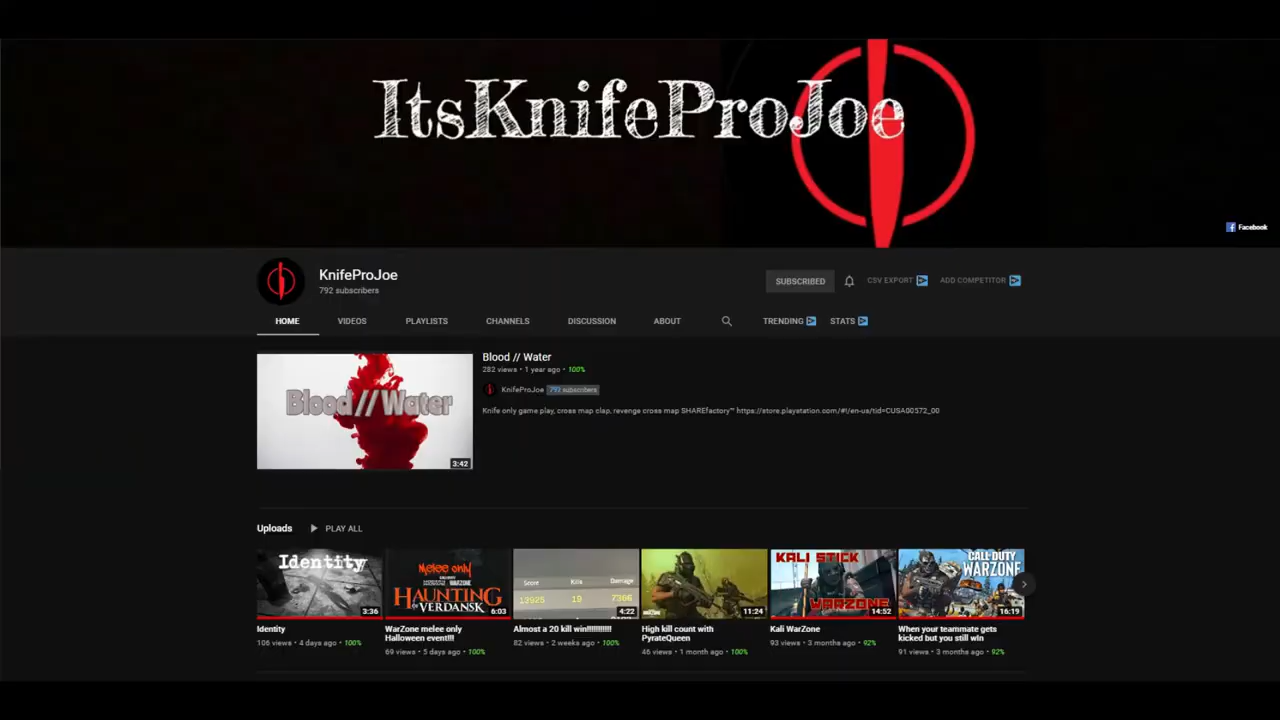 ItsKnifeProJoe
Facebook
KnifeProJoe
792 subscribers
SUBSCRIBED
CSV EXPORT
ADD COMPETITOR
HOME
VIDEOS
PLAYLISTS
CHANNELS
DISCUSSION
ABOUT
TRENDING
STATS
Blood//Water
3:42
Blood // Water
282 views • 1 year ago • 100%
KnifeProJoe 792 subscribers
Knife only game play, cross map clap, revenge cross map SHAREfactory™ https://store.playstation.com/#!/en-us/tid=CUSA00572_00
Uploads
PLAY ALL
Identity
3:36
Identity
106 views • 4 days ago • 100%
Melee only
HAUNTING
OF VERDANSK
6:03
WarZone melee only
Halloween event!!!
69 views • 5 days ago • 100%
Score Kills Damage
13925 19 7366
4:22
Almost a 20 kill win!!!!!!!!!!!
82 views • 2 weeks ago • 100%
WARZONE
11:24
High kill count with
PyrateQueen
46 views • 1 month ago • 100%
KALI STICK
WARZONE
14:52
Kali WarZone
93 views • 3 months ago • 92%
CALL OF DUTY
WARZONE
16:19
When your teammate gets
kicked but you still win
91 views • 3 months ago • 92%